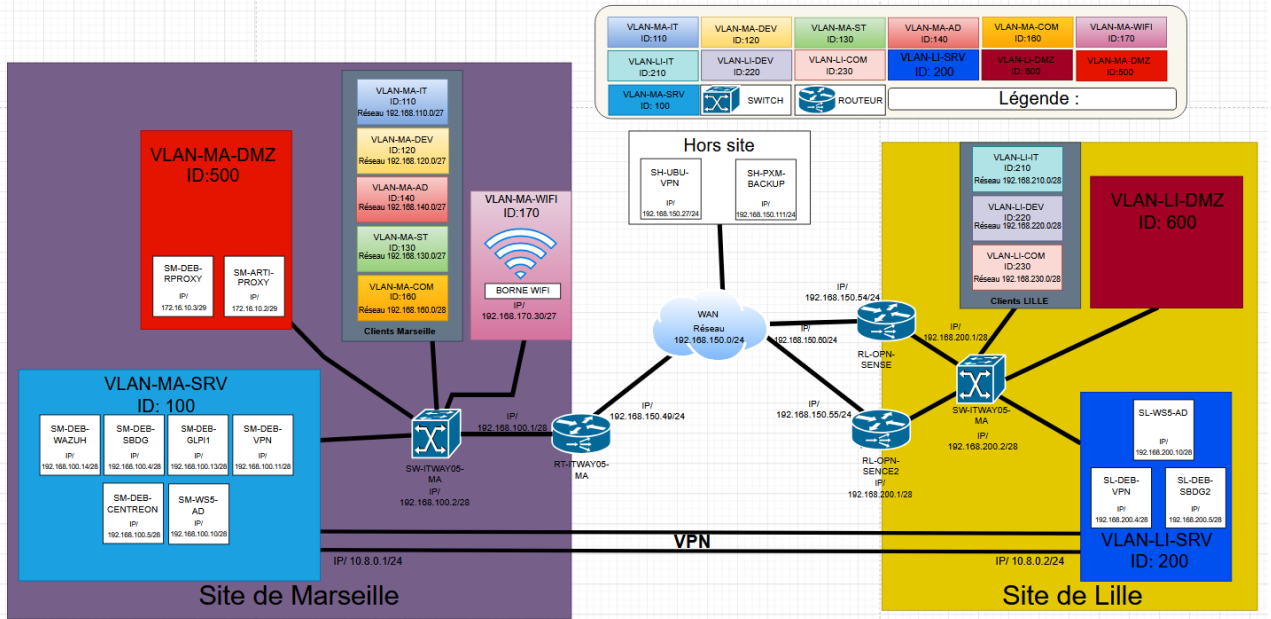 VLAN-MA-IT
ID:110
VLAN-MA-DEV
ID:120
VLAN-MA-ST
ID:130
VLAN-MA-AD
ID:140
VLAN-MA-COM
ID:160
VLAN-MA-WIFI
ID:170
VLAN-LI-IT
ID:210
VLAN-LI-DEV
ID:220
VLAN-LI-COM
ID:230
VLAN-LI-SRV
ID: 200
VLAN-LI-DMZ
ID: 600
VLAN-MA-DMZ
ID:500
VLAN-MA-SRV
ID: 100
SWITCH
ROUTEUR
Légende :
VLAN-MA-DMZ
ID:500
SM-DEB-
RPROXY
IP/
172.16.10.3/29
SM-ARTI-
PROXY
IP/
172.16.10.2/29
VLAN-MA-IT
ID:110
Réseau 192.168.110.0/27
VLAN-MA-DEV
ID:120
Réseau 192.168.120.0/27
VLAN-MA-AD
ID:140
Réseau 192.168.140.0/27
VLAN-MA-ST
ID:130
Réseau 192.168.130.0/27
VLAN-MA-COM
ID:160
Réseau 192.168.160.0/28
Clients Marseille
VLAN-MA-WIFI
ID:170
BORNE WIFI
IP/
192.168.170.30/27
VLAN-MA-SRV
ID: 100
SM-DEB-
WAZUH
IP/
192.168.100.14/28
SM-DEB-
SBDG
IP/
192.168.100.4/28
SM-DEB-
GLPI1
IP/
192.168.100.13/28
SM-DEB-
VPN
IP/
192.168.100.11/28
SM-DEB-
CENTREON
IP/
192.168.100.5/28
SM-WS5-
AD
IP/
192.168.100.10/28
SW-ITWAY05-
MA
IP/
192.168.100.2/28
IP/
192.168.100.1/28
RT-ITWAY05-
MA
IP/
192.168.150.49/24
Hors site
SH-UBU-
VPN
IP/
192.168.150.27/24
SH-PXM-
BACKUP
IP/
192.168.150.111/24
WAN
Réseau
192.168.150.0/24
IP/
192.168.150.54/24
IP/
192.168.150.60/24
IP/
192.168.150.55/24
RL-OPN-
SENSE
RL-OPN-
SENCE2
IP/
192.168.200.1/28
IP/
192.168.200.1/28
SW-ITWAY05-
MA
IP/
192.168.200.2/28
VLAN-LI-IT
ID:210
Réseau 192.168.210.0/28
VLAN-LI-DEV
ID:220
Réseau 192.168.220.0/28
VLAN-LI-COM
ID:230
Réseau 192.168.230.0/28
Clients LILLE
VLAN-LI-DMZ
ID: 600
SL-WS5-AD
IP/
192.168.200.10/28
SL-DEB-
VPN
IP/
192.168.200.4/28
SL-DEB-
SBDG2
IP/
192.168.200.5/28
VLAN-LI-SRV
ID: 200
VPN
IP/ 10.8.0.1/24
IP/ 10.8.0.2/24
Site de Marseille
Site de Lille